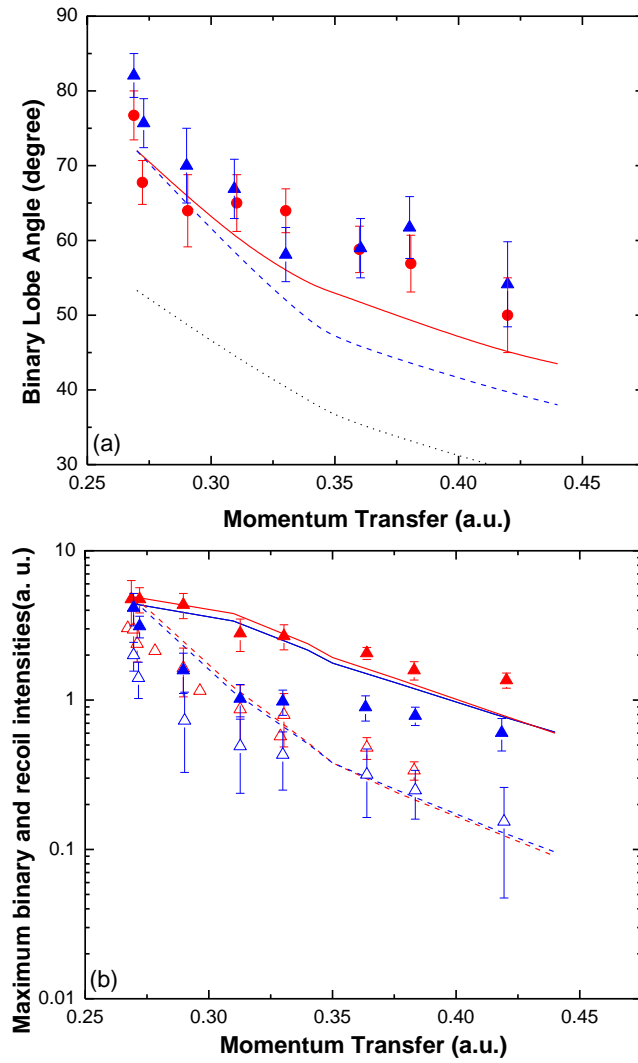 90
80
70
60
50
40
30
Binary Lobe Angle (degree)
(a)
0.25 0.30 0.35 0.40 0.45
Momentum Transfer (a.u.)
10
1
0.1
0.01
Maximum binary and recoil intensities(a. u.)
(b)
0.25 0.30 0.35 0.40 0.45
Momentum Transfer (a.u.)